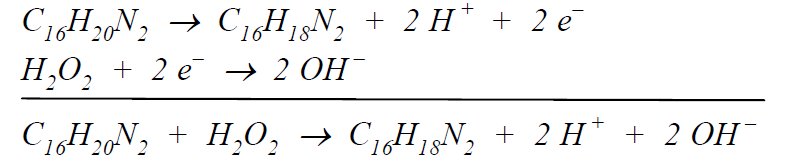 C₁₆H₂₀N₂ → C₁₆H₁₈N₂ + 2 H⁺ + 2 e⁻
H₂O₂ + 2 e⁻ → 2 OH⁻
C₁₆H₂₀N₂ + H₂O₂ → C₁₆H₁₈N₂ + 2 H⁺ + 2 OH⁻